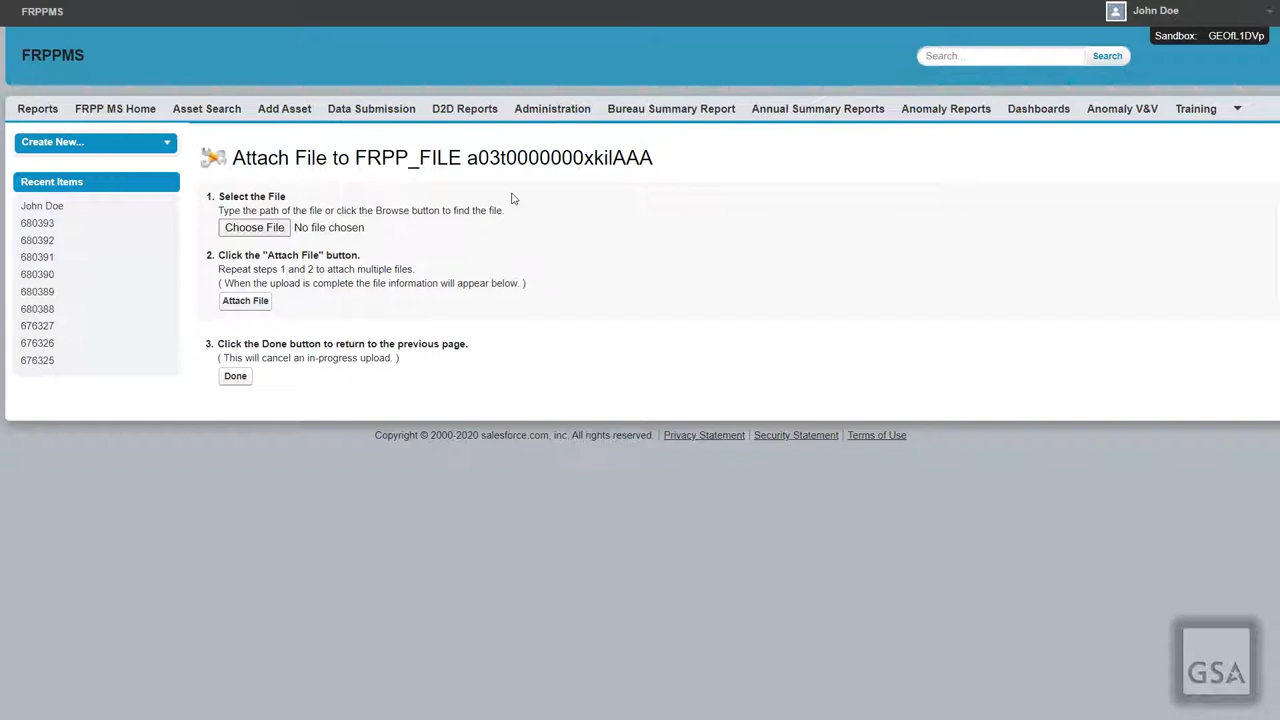 FRPPMS
John Doe
Sandbox: GEOfL1DVp
FRPPMS
Search...
Search
Reports
FRPP MS Home
Asset Search
Add Asset
Data Submission
D2D Reports
Administration
Bureau Summary Report
Annual Summary Reports
Anomaly Reports
Dashboards
Anomaly V&V
Training
Create New...
Recent Items
John Doe
680393
680392
680391
680390
680389
680388
676327
676326
676325
Attach File to FRPP_FILE a03t0000000xkilAAA
1. Select the File
Type the path of the file or click the Browse button to find the file.
Choose File No file chosen
2. Click the "Attach File" button.
Repeat steps 1 and 2 to attach multiple files.
( When the upload is complete the file information will appear below. )
Attach File
3. Click the Done button to return to the previous page.
( This will cancel an in-progress upload. )
Done
Copyright © 2000-2020 salesforce.com, inc. All rights reserved. | Privacy Statement | Security Statement | Terms of Use
GSA